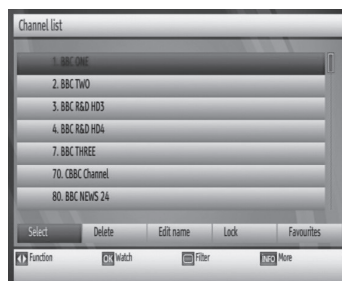 Channel list
1. BBC ONE
2. BBC TWO
3. BBC R&D HD3
4. BBC R&D HD4
7. BBC THREE
70. CBBC Channel
80. BBC NEWS 24
Select Delete Edit name Lock Favourites
Function OK Watch Filter INFO More